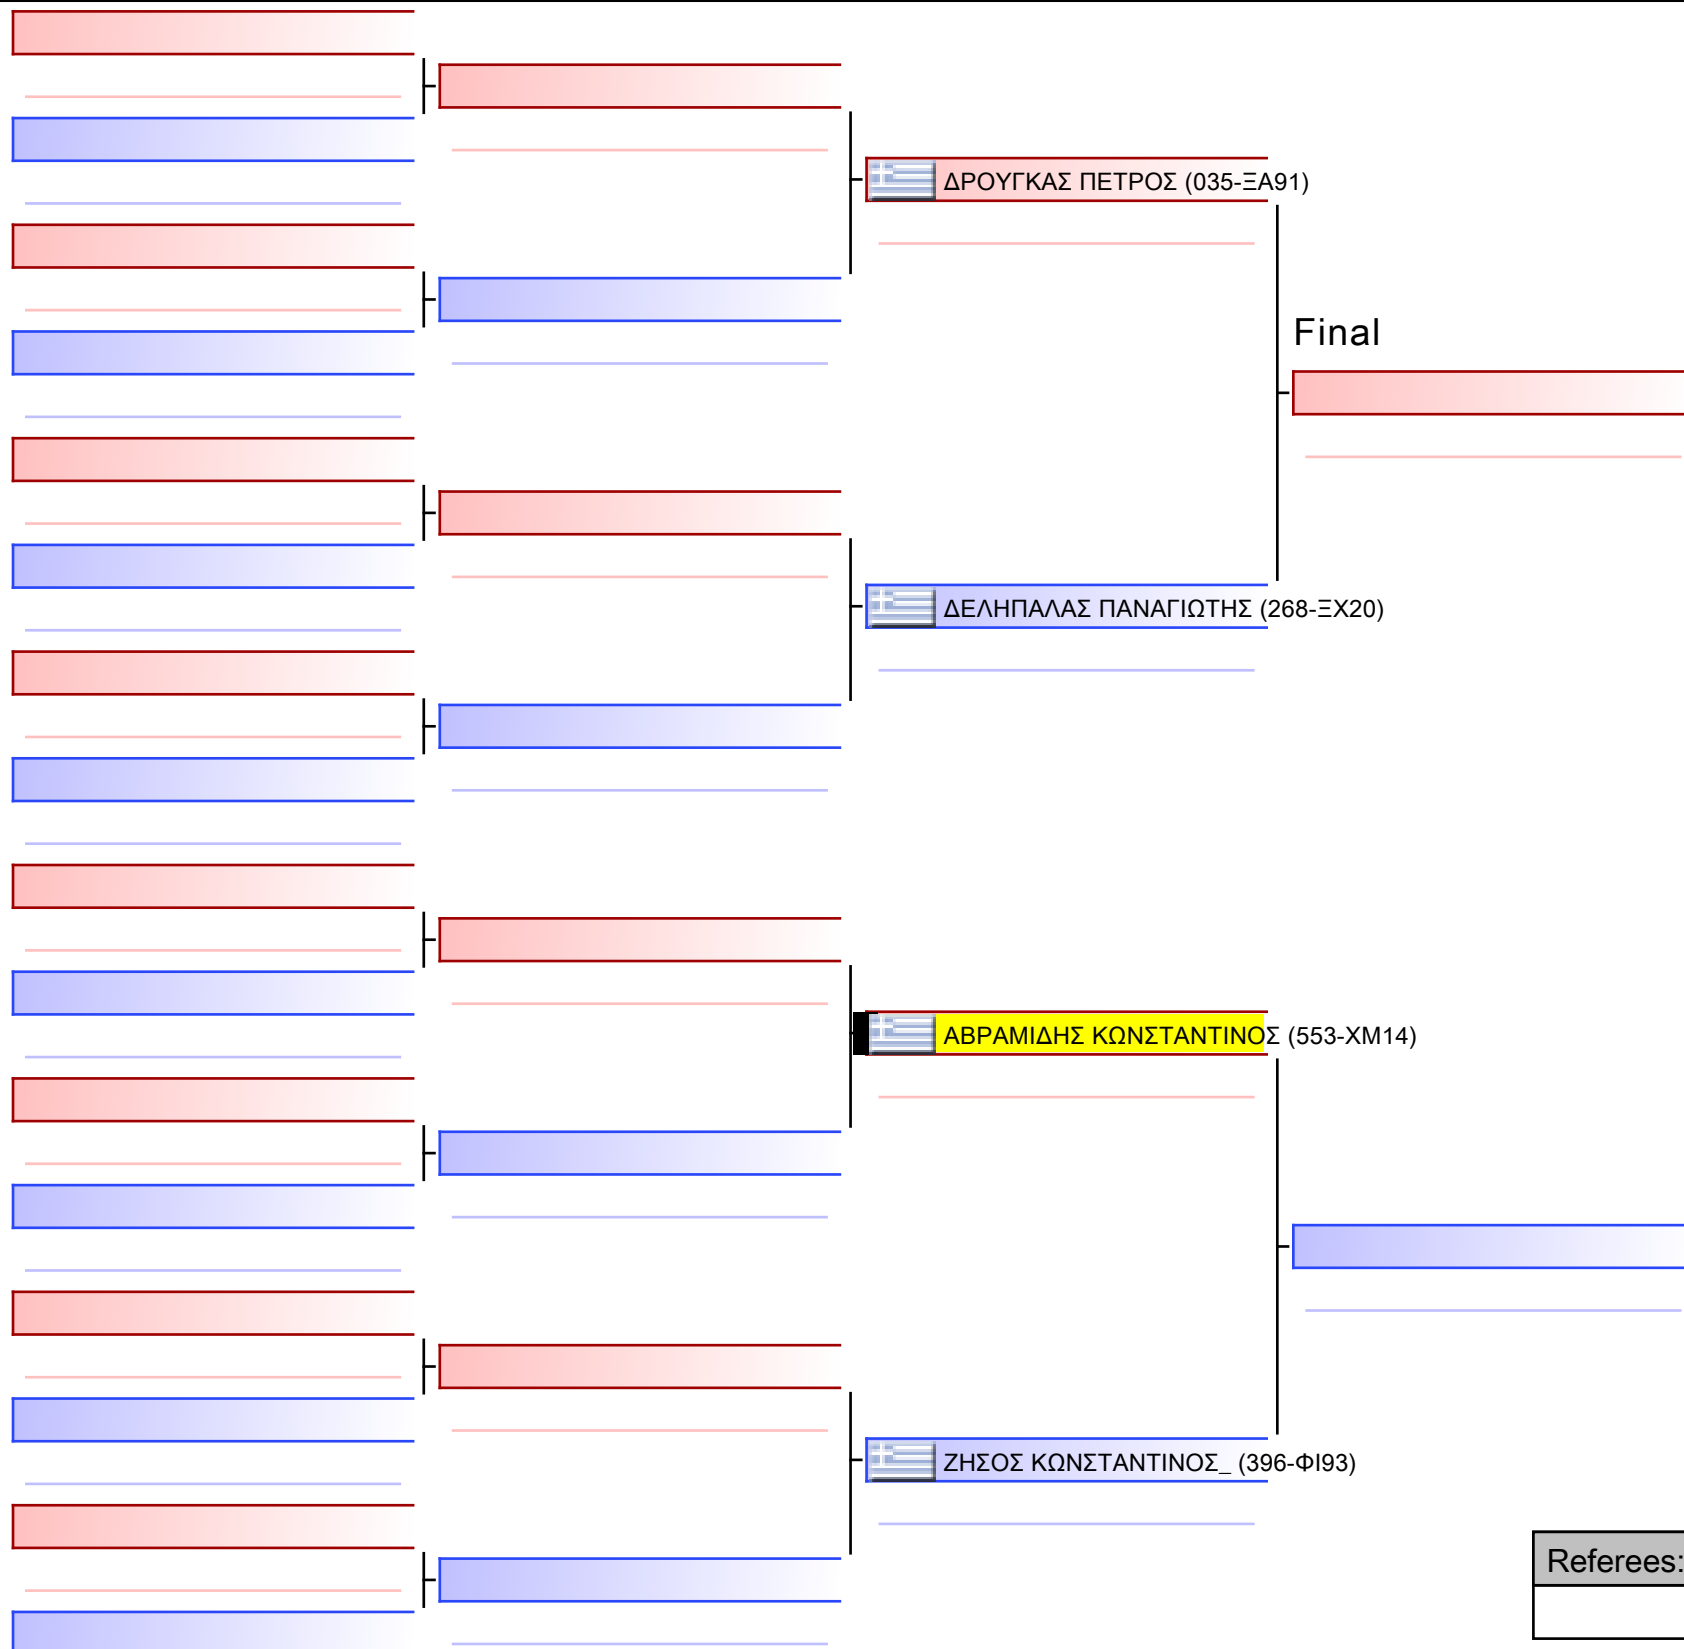 ΔΡΟΥΓΚΑΣ ΠΕΤΡΟΣ (035-ΞΑ91)
Final
ΔΕΛΗΠΑΛΑΣ ΠΑΝΑΓΙΩΤΗΣ (268-ΞΧ20)
ΑΒΡΑΜΙΔΗΣ ΚΩΝΣΤΑΝΤΙΝΟΣ (553-ΧΜ14)
ΖΗΣΟΣ ΚΩΝΣΤΑΝΤΙΝΟΣ_ (396-ΦΙ93)
Referees: